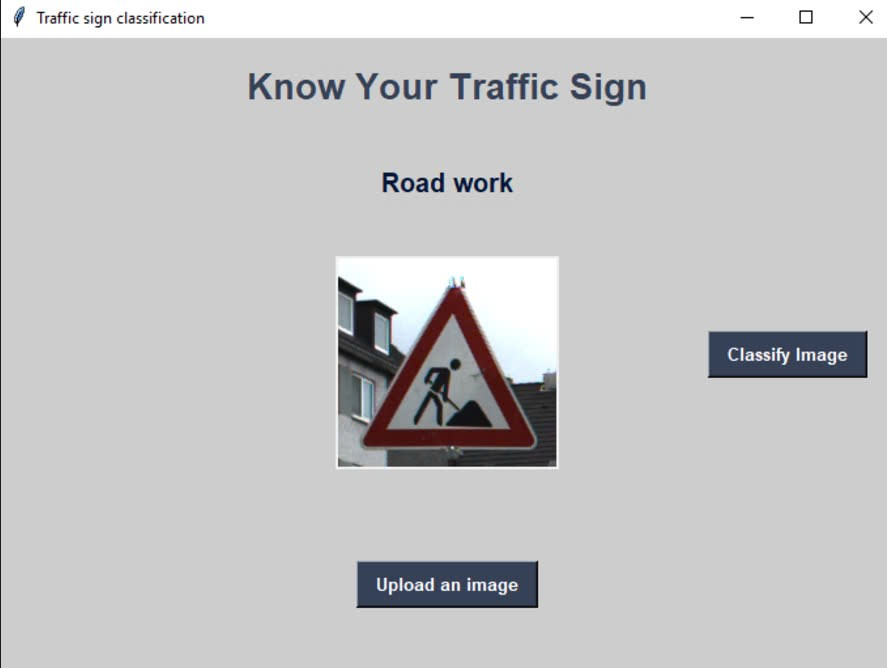 Traffic sign classification
Know Your Traffic Sign
Road work
Classify Image
Upload an image